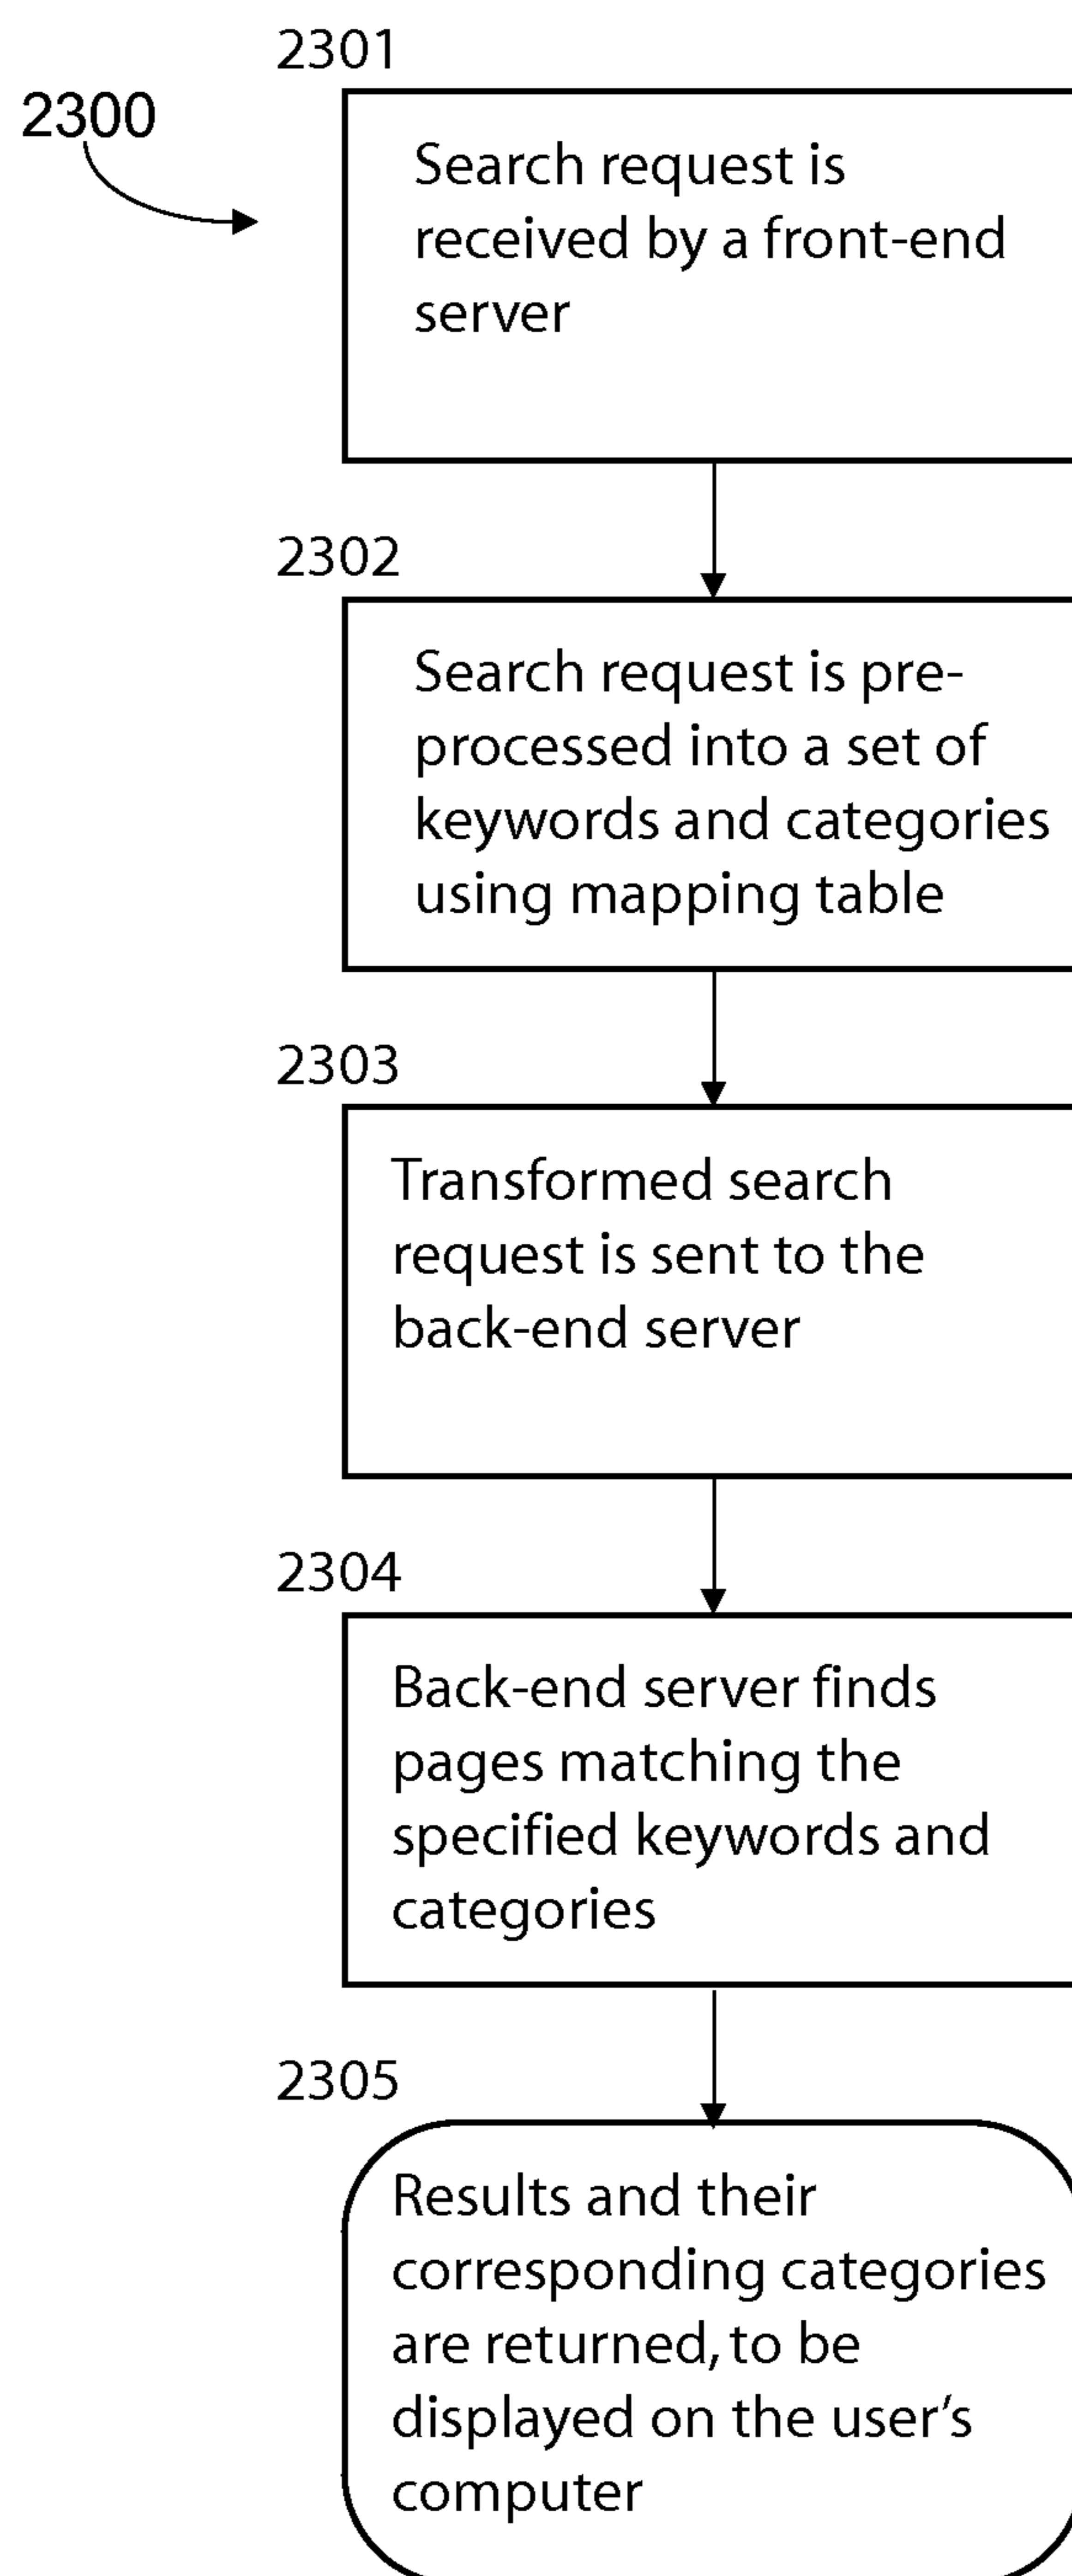 2301
2300
Search request is
received by a front-end
server
2302
Search request is pre-
processed into a set of
keywords and categories
using mapping table
2303
Transformed search
request is sent to the
back-end server
2304
Back-end server finds
pages matching the
specified keywords and
categories
2305
Results and their
corresponding categories
are returned, to be
displayed on the user’s
computer